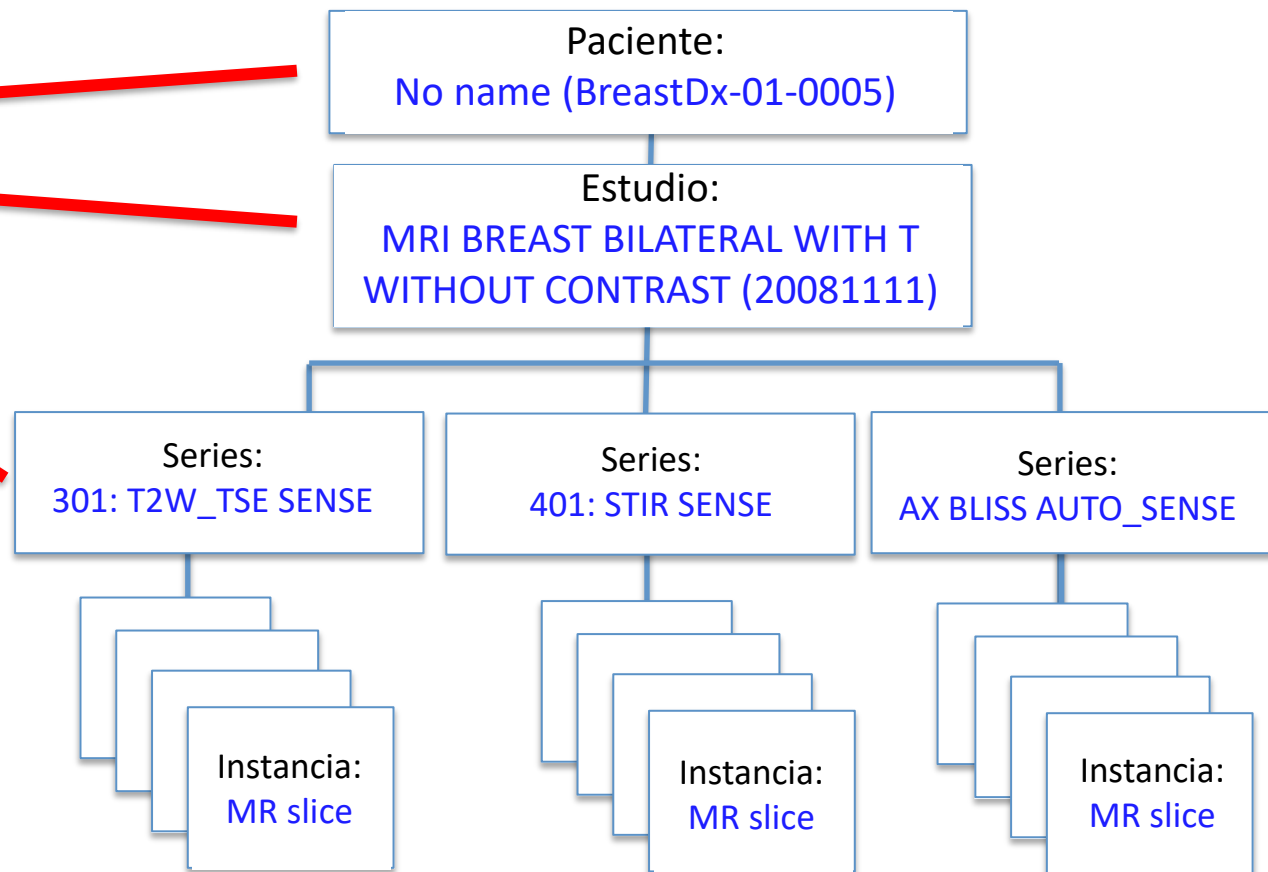 Paciente:
No name (BreastDx-01-0005)
Estudio:
MRI BREAST BILATERAL WITH T
WITHOUT CONTRAST (20081111)
Series:
301: T2W_TSE SENSE
Series:
401: STIR SENSE
Series:
AX BLISS AUTO_SENSE
Instancia:
MR slice
Instancia:
MR slice
Instancia:
MR slice